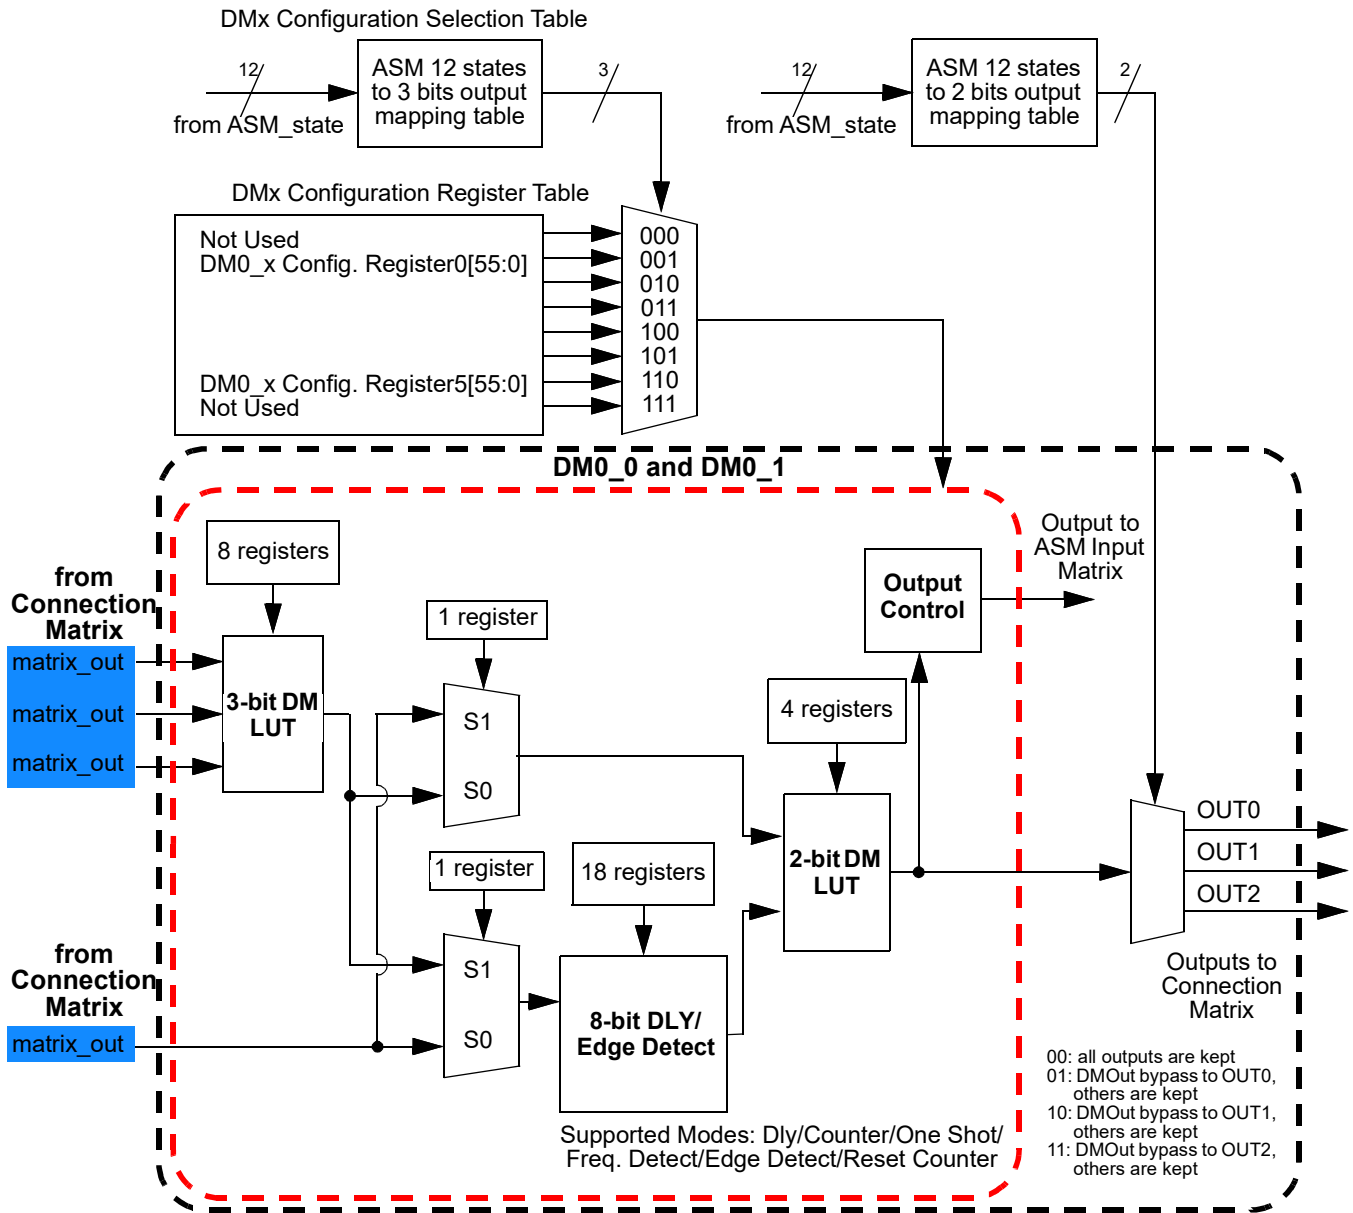 DMx Configuration Selection Table
12
from ASM_state
ASM 12 states
to 3 bits output
mapping table
3
12
from ASM_state
ASM 12 states
to 2 bits output
mapping table
2
DMx Configuration Register Table
Not Used
DM0_x Config. Register0[55:0]
DM0_x Config. Register5[55:0]
Not Used
000
001
010
011
100
101
110
111
DM0_0 and DM0_1
8 registers
from
Connection
Matrix
matrix_out
matrix_out
matrix_out
3-bit DM
LUT
1 register
S1
S0
Output
Control
Output to
ASM Input
Matrix
4 registers
2-bit DM
LUT
OUT0
OUT1
OUT2
Outputs to
Connection
Matrix
1 register
S1
S0
18 registers
8-bit DLY/
Edge Detect
from
Connection
Matrix
matrix_out
Supported Modes: Dly/Counter/One Shot/
Freq. Detect/Edge Detect/Reset Counter
00: all outputs are kept
01: DMOut bypass to OUT0,
others are kept
10: DMOut bypass to OUT1,
others are kept
11: DMOut bypass to OUT2,
others are kept